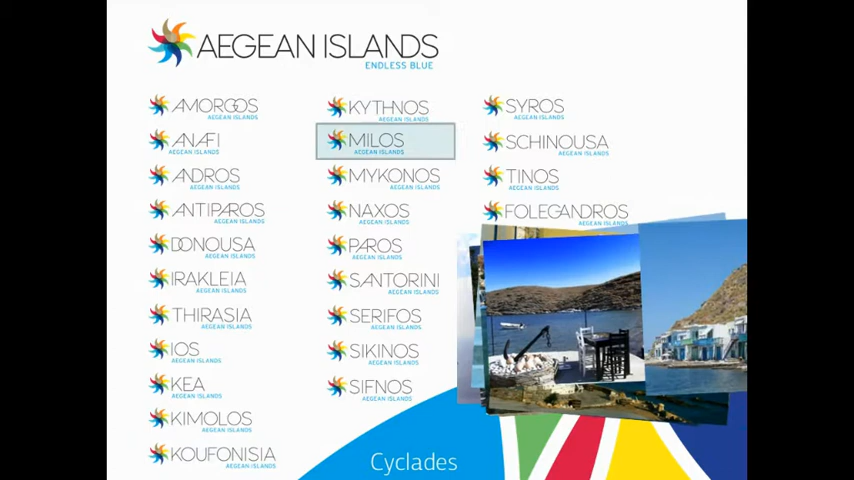 AEGEAN ISLANDS
ENDLESS BLUE
AMORGOS
AEGEAN ISLANDS
ANAFI
AEGEAN ISLANDS
ANDROS
AEGEAN ISLANDS
ANTIPAROS
AEGEAN ISLANDS
DONOUSA
AEGEAN ISLANDS
IRAKLEIA
AEGEAN ISLANDS
THIRASIA
AEGEAN ISLANDS
IOS
AEGEAN ISLANDS
KEA
AEGEAN ISLANDS
KIMOLOS
AEGEAN ISLANDS
KOUFONISIA
AEGEAN ISLANDS
KYTHNOS
AEGEAN ISLANDS
MILOS
AEGEAN ISLANDS
MYKONOS
AEGEAN ISLANDS
NAXOS
AEGEAN ISLANDS
PAROS
AEGEAN ISLANDS
SANTORINI
AEGEAN ISLANDS
SERIFOS
AEGEAN ISLANDS
SIKINOS
AEGEAN ISLANDS
SIFNOS
AEGEAN ISLANDS
SYROS
AEGEAN ISLANDS
SCHINOUSA
AEGEAN ISLANDS
TINOS
AEGEAN ISLANDS
FOLEGANDROS
AEGEAN ISLANDS
Cyclades